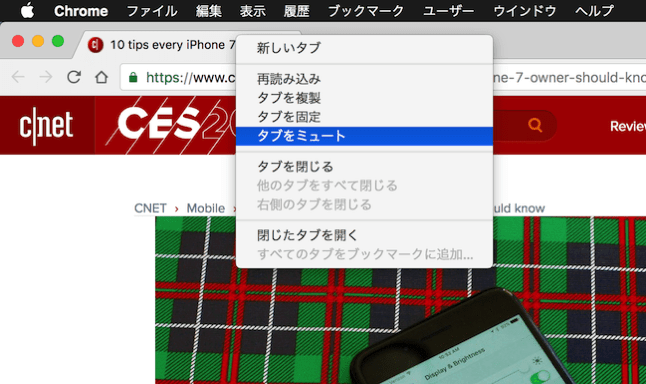 Chrome ファイル 編集 表示 履歴 ブックマーク ユーザー ウインドウ ヘルプ
10 tips every iPhone 7
新しいタブ
https://www.c
ne-7-owner-should-kno
再読み込み
タブを複製
タブを固定
タブをミュート
c|net
CES20
Review
タブを閉じる
他のタブをすべて閉じる
右側のタブを閉じる
CNET › Mobile ›
uld know
閉じたタブを開く
すべてのタブをブックマークに追加...
10:52 AM
Display & Brightness